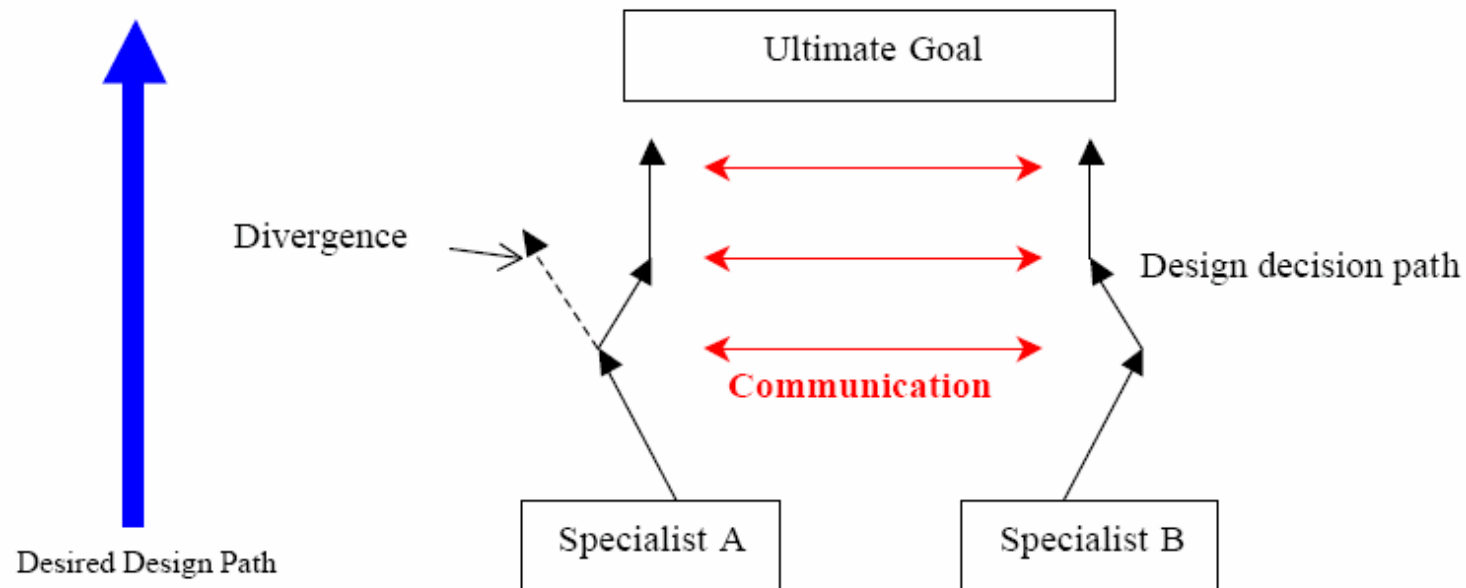 Ultimate Goal
Divergence
Design decision path
Communication
Specialist A
Specialist B
Desired Design Path